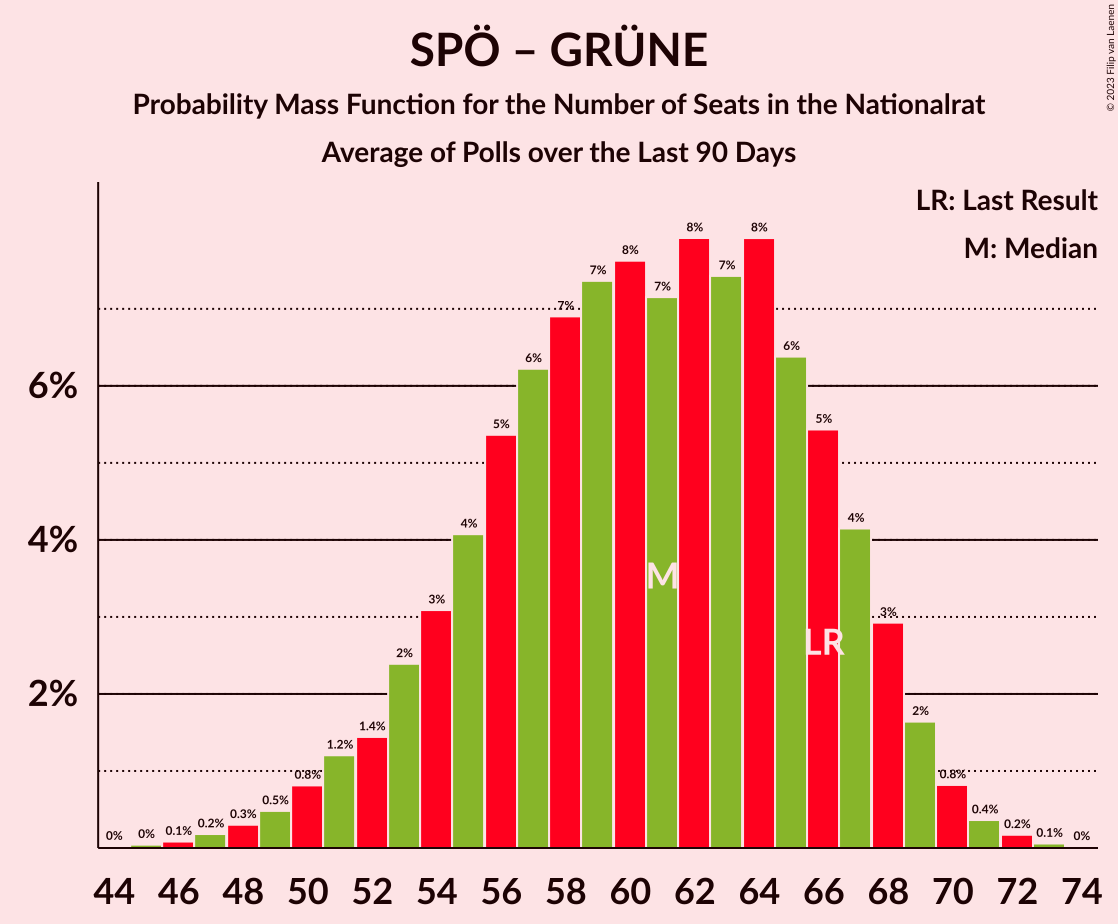 SPÖ – GRÜNE
Probability Mass Function for the Number of Seats in the Nationalrat
Average of Polls over the Last 90 Days
© 2023 Filip van Laenen
LR: Last Result
M: Median
6%
4%
2%
0% 0% 0.1% 0.2% 0.3% 0.5% 0.8% 1.2% 1.4% 2% 3% 4% 5% 6% 7% 7% 8% 7% 8% 7% 8% 6% 5% 4% 3% 2% 0.8% 0.4% 0.2% 0.1% 0%
M
LR
44 46 48 50 52 54 56 58 60 62 64 66 68 70 72 74